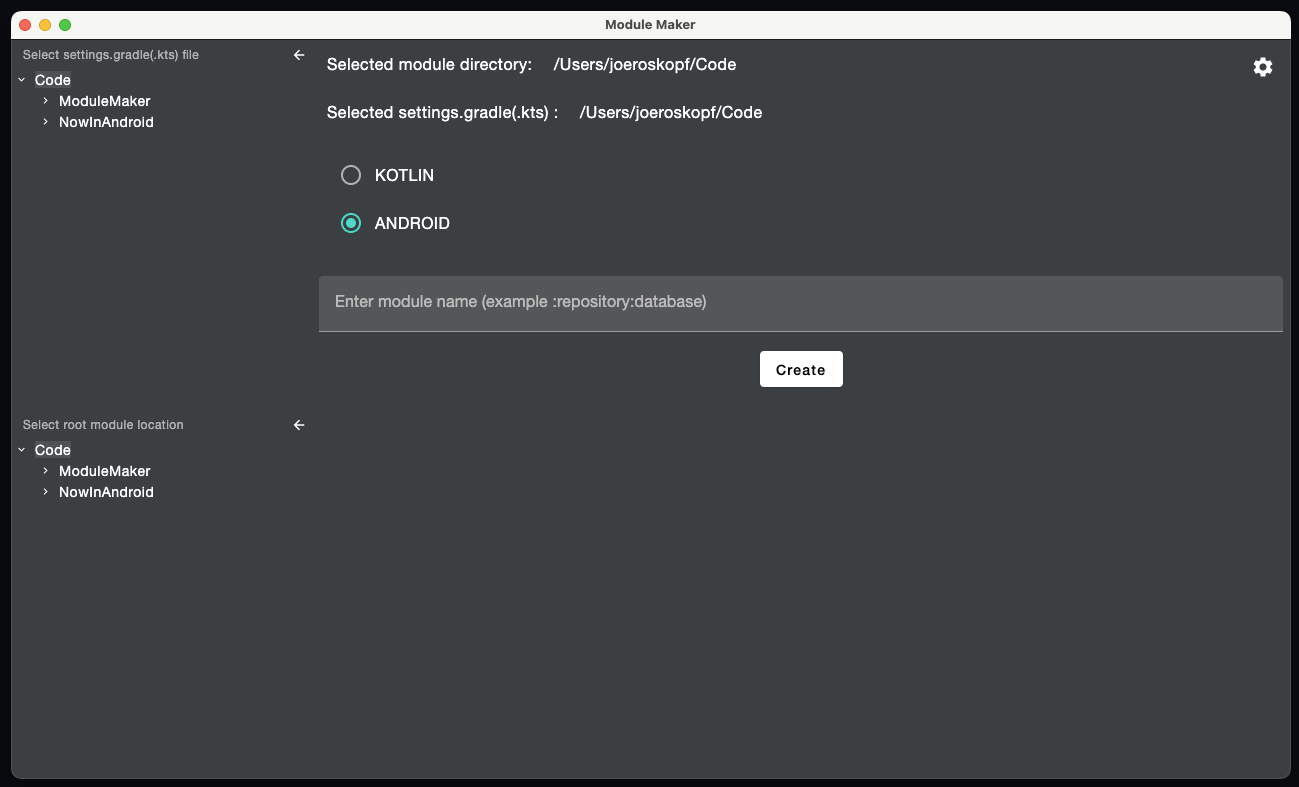 Module Maker
Select settings.gradle(.kts) file
Code
ModuleMaker
NowInAndroid
Select root module location
Code
ModuleMaker
NowInAndroid
Selected module directory: /Users/joeroskopf/Code
Selected settings.gradle(.kts) : /Users/joeroskopf/Code
KOTLIN
ANDROID
Enter module name (example :repository:database)
Create